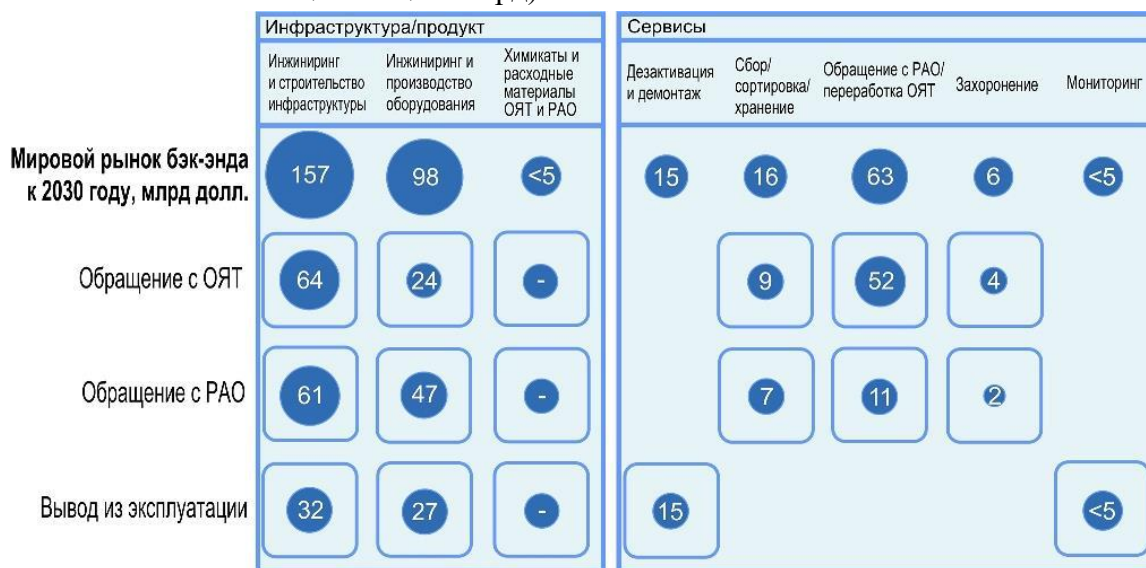 Инфраструктура/продукт
Сервисы
Инжиниринг
и строительство
инфраструктуры
Инжиниринг и
производство
оборудования
Химикаты и
расходные
материалы
ОЯТ и РАО
Дезактивация
и демонтаж
Сбор/
сортировка/
хранение
Обращение с РАО/
переработка ОЯТ
Захоронение
Мониторинг
Мировой рынок бэк-энда
к 2030 году, млрд долл.
157
98
<5
15
16
63
6
<5
Обращение с ОЯТ
64
24
-
9
52
4
Обращение с РАО
61
47
-
7
11
2
Вывод из эксплуатации
32
27
-
15
<5